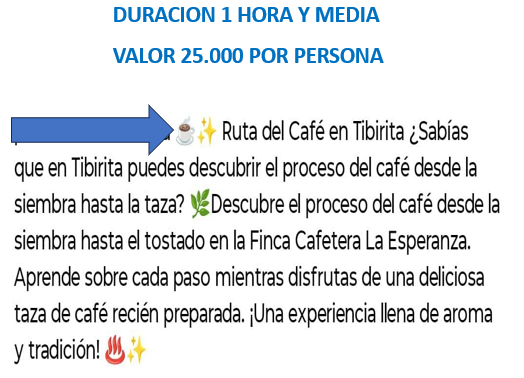 DURACION 1 HORA Y MEDIA
VALOR 25.000 POR PERSONA
☕✨ Ruta del Café en Tibirita ¿Sabías
que en Tibirita puedes descubrir el proceso del café desde la
siembra hasta la taza? 🌿Descubre el proceso del café desde la
siembra hasta el tostado en la Finca Cafetera La Esperanza.
Aprende sobre cada paso mientras disfrutas de una deliciosa
taza de café recién preparada. ¡Una experiencia llena de aroma
y tradición! ♨️✨